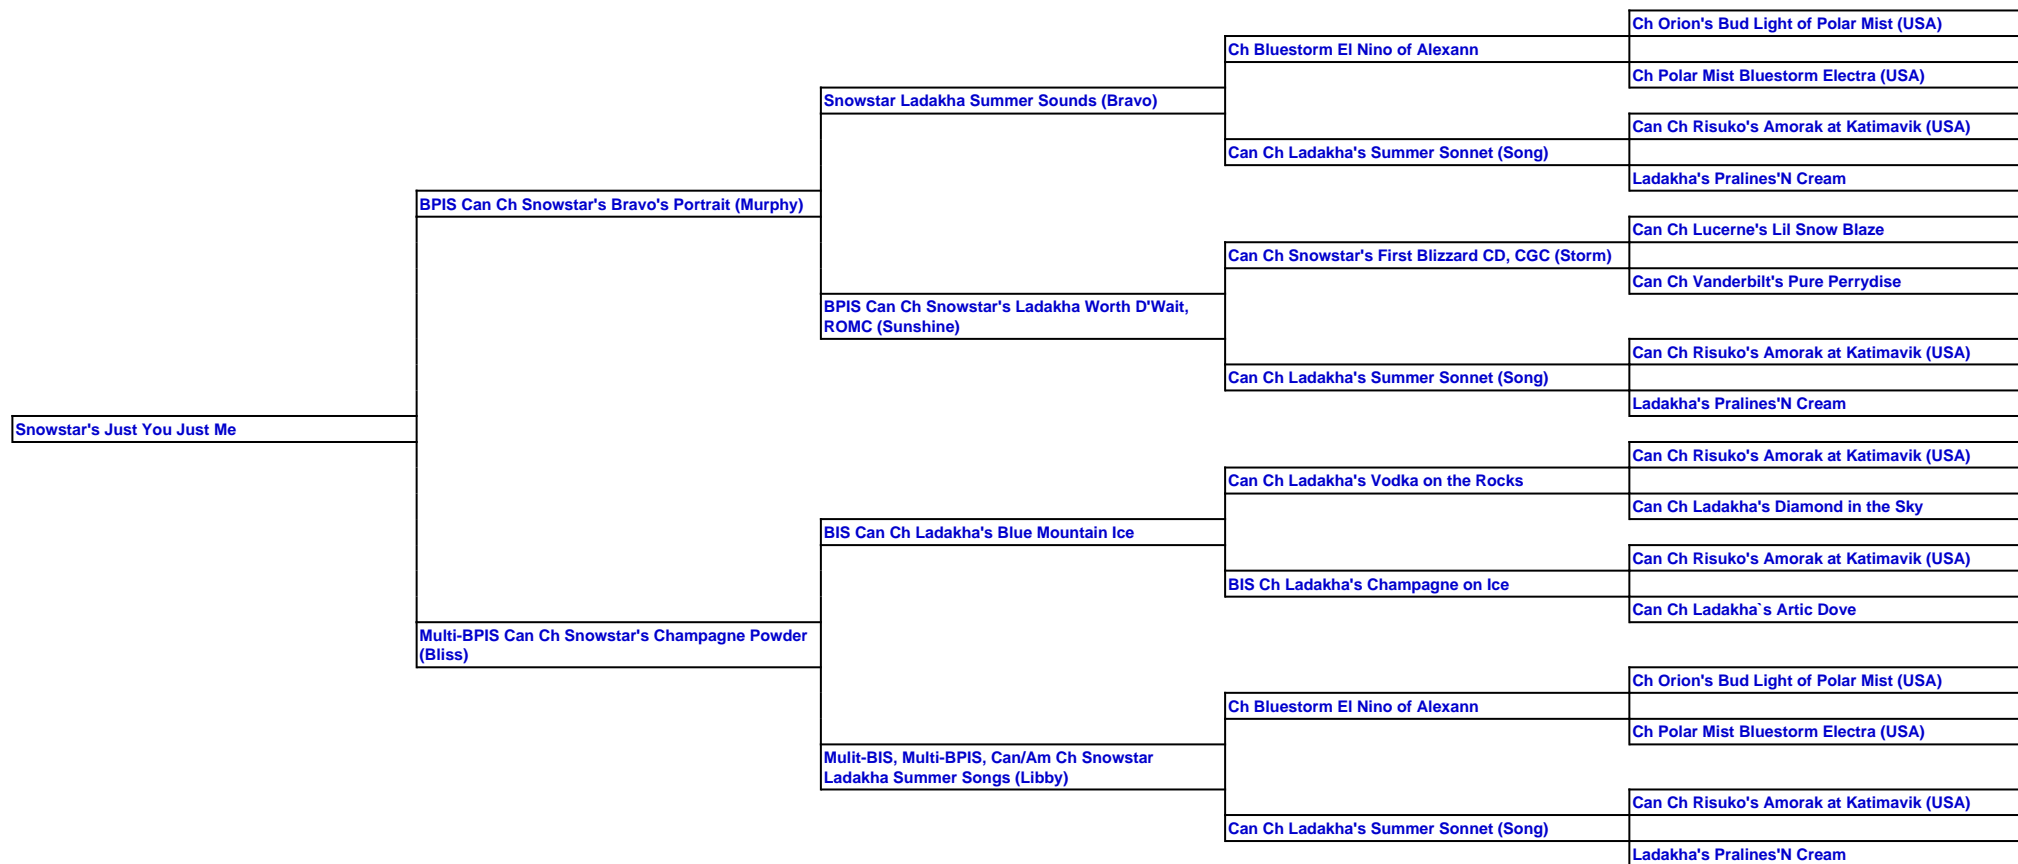 Ch Orion's Bud Light of Polar Mist (USA)
Ch Bluestorm El Nino of Alexann
Ch Polar Mist Bluestorm Electra (USA)
Snowstar Ladakha Summer Sounds (Bravo)
Can Ch Risuko's Amorak at Katimavik (USA)
Can Ch Ladakha's Summer Sonnet (Song)
Ladakha's Pralines'N Cream
BPIS Can Ch Snowstar's Bravo's Portrait (Murphy)
Can Ch Lucerne's Lil Snow Blaze
Can Ch Snowstar's First Blizzard CD, CGC (Storm)
Can Ch Vanderbilt's Pure Perrydise
BPIS Can Ch Snowstar's Ladakha Worth D'Wait,
ROMC (Sunshine)
Can Ch Risuko's Amorak at Katimavik (USA)
Can Ch Ladakha's Summer Sonnet (Song)
Ladakha's Pralines'N Cream
Snowstar's Just You Just Me
Can Ch Risuko's Amorak at Katimavik (USA)
Can Ch Ladakha's Vodka on the Rocks
Can Ch Ladakha's Diamond in the Sky
BIS Can Ch Ladakha's Blue Mountain Ice
Can Ch Risuko's Amorak at Katimavik (USA)
BIS Ch Ladakha's Champagne on Ice
Can Ch Ladakha`s Artic Dove
Multi-BPIS Can Ch Snowstar's Champagne Powder
(Bliss)
Ch Orion's Bud Light of Polar Mist (USA)
Ch Bluestorm El Nino of Alexann
Ch Polar Mist Bluestorm Electra (USA)
Mulit-BIS, Multi-BPIS, Can/Am Ch Snowstar
Ladakha Summer Songs (Libby)
Can Ch Risuko's Amorak at Katimavik (USA)
Can Ch Ladakha's Summer Sonnet (Song)
Ladakha's Pralines'N Cream